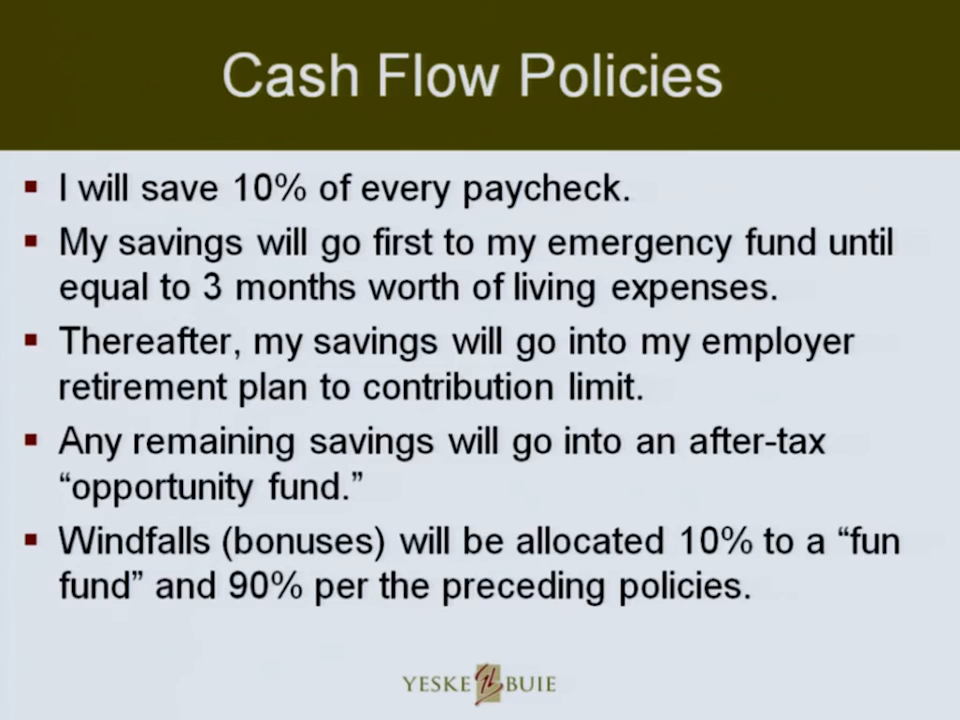 Cash Flow Policies
▪ I will save 10% of every paycheck.
▪ My savings will go first to my emergency fund until
equal to 3 months worth of living expenses.
▪ Thereafter, my savings will go into my employer
retirement plan to contribution limit.
▪ Any remaining savings will go into an after-tax
“opportunity fund.”
▪ Windfalls (bonuses) will be allocated 10% to a “fun
fund” and 90% per the preceding policies.
YESKE BUIE